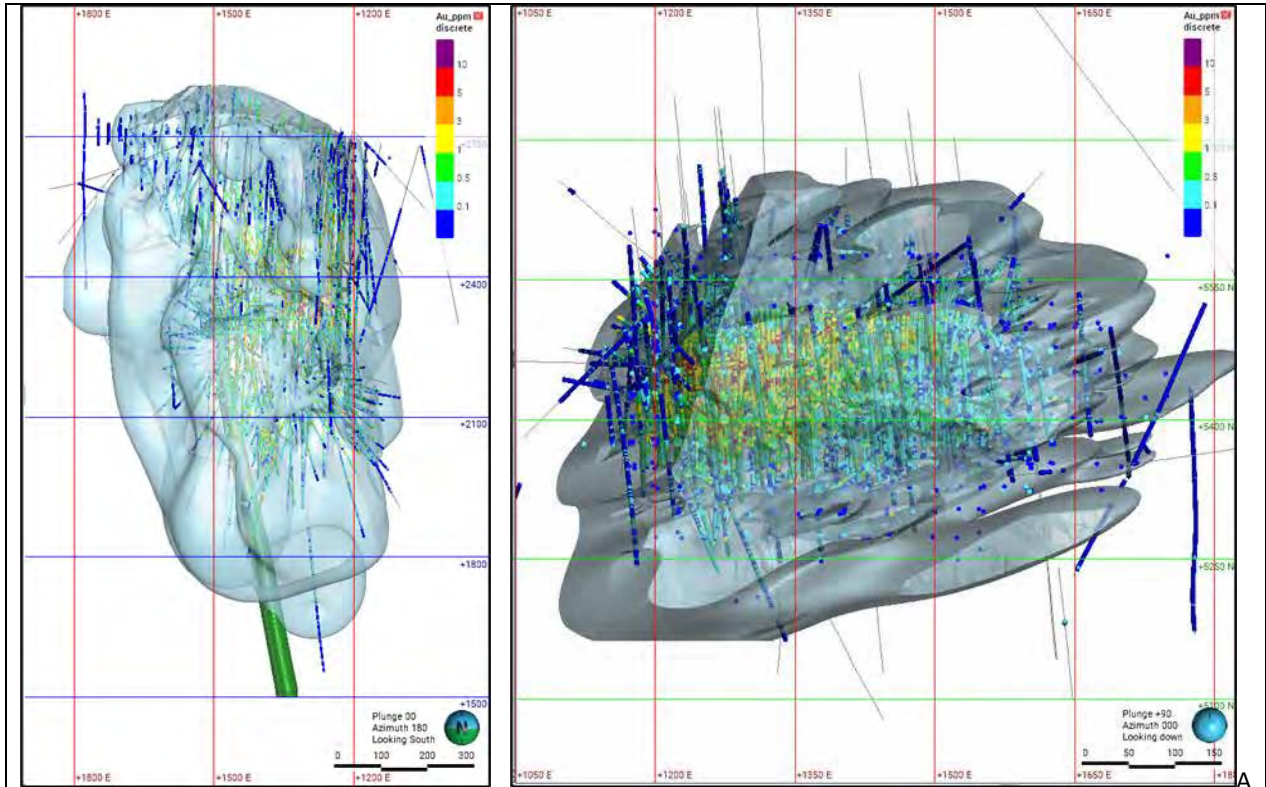 +1800 E
+1500 E
+1200 E
Au_ppm
discrete
10
5
3
1
0.5
0.1
+2400
+2100
+1800
+1500
Plunge 00
Azimuth 180
Looking South
N
0 100 200 300
+1050 E
+1200 E
+1350 E
+1500 E
+1650 E
Au_ppm
discrete
10
5
3
1
0.5
0.1
+5550 N
+5400 N
+5250 N
+5100 N
Plunge +90
Azimuth 000
Looking down
0 50 100 150
+1800 E
+1500 E
+1200 E
+1050 E
+1200 E
+1350 E
+1500 E
+1650 E
A